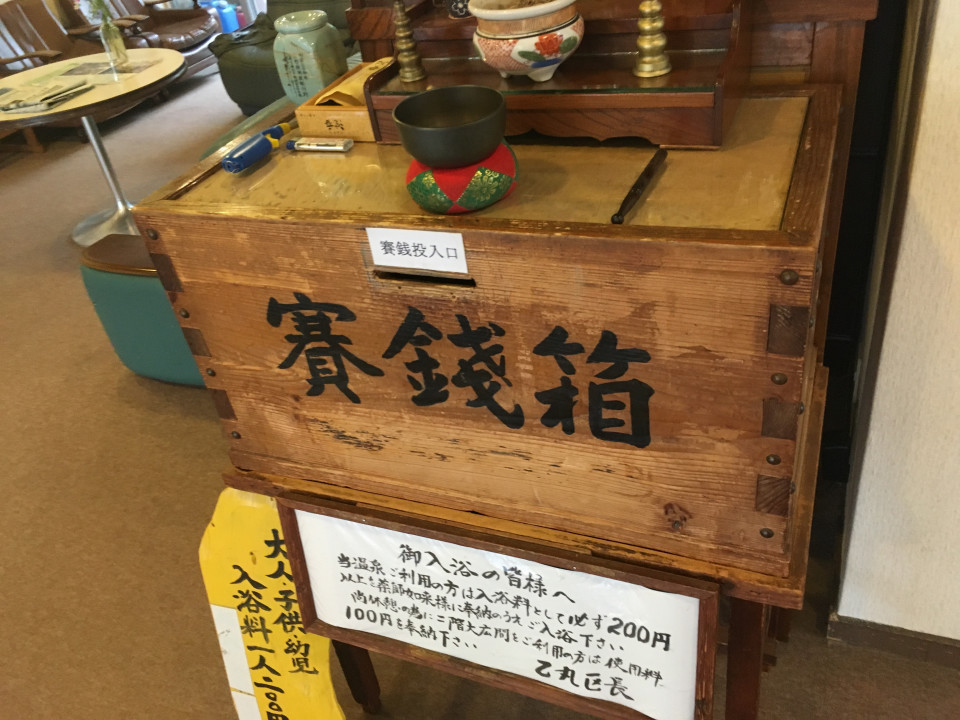 賽銭投入口
賽錢箱
御入浴の皆様へ
当温泉ご利用の方は入浴料として必ず200円
以上を薬師如来様に奉納のうえご入浴下さい
尚休憩の為に二階大広間をご利用の方は使用料
100円を奉納下さい
乙丸区長
大人・子供・幼児
入浴料一人二〇〇円